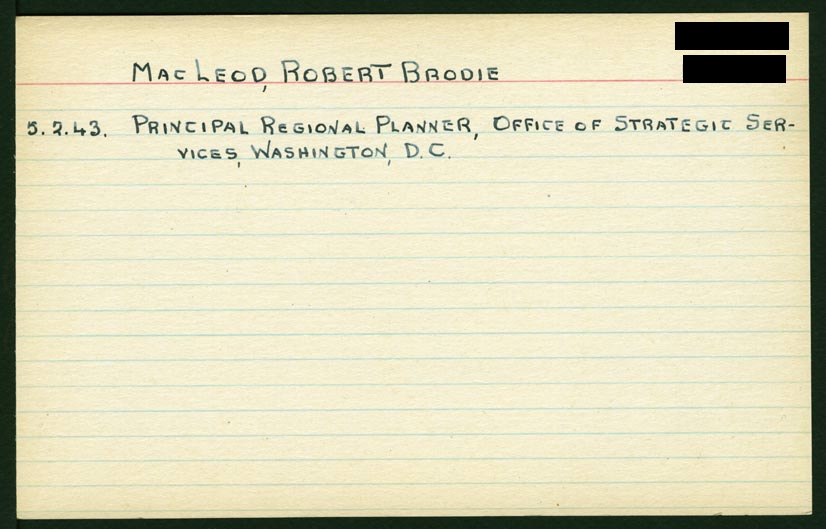 MacLeod, Robert Brodie
5.2.43. Principal Regional Planner, Office of Strategic Ser-
vices, Washington, D.C.